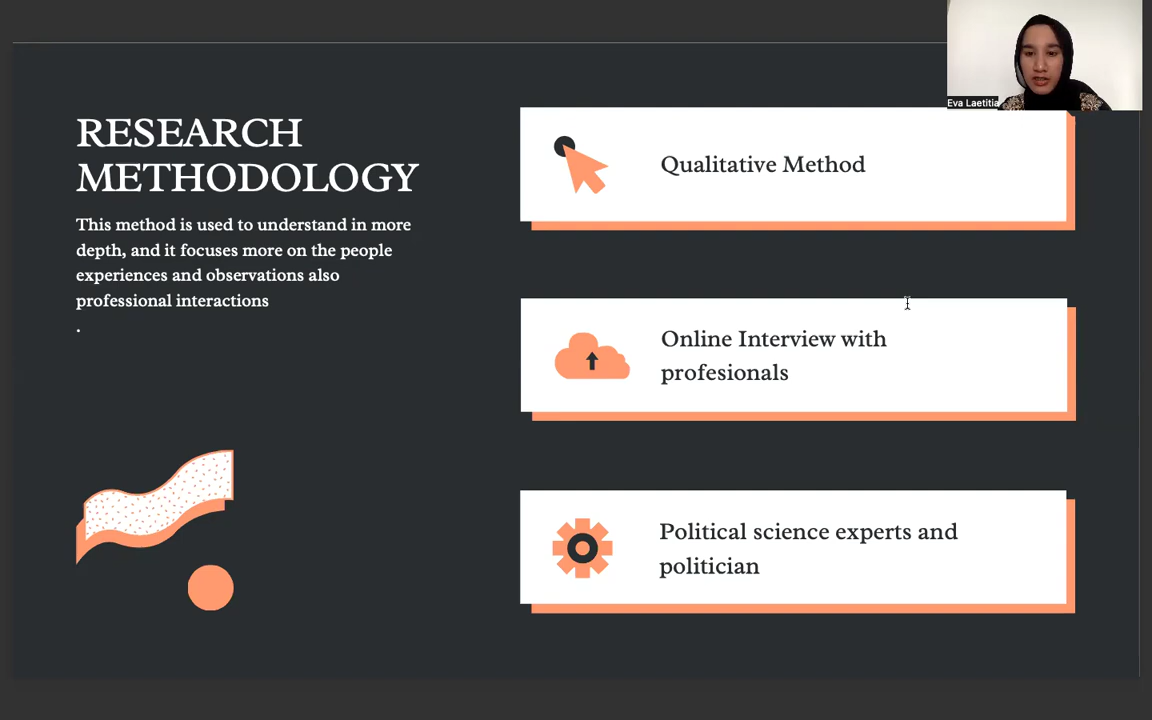 Eva Laetitia
RESEARCH
METHODOLOGY
This method is used to understand in more
depth, and it focuses more on the people
experiences and observations also
professional interactions
.
Qualitative Method
Online Interview with
profesionals
Political science experts and
politician